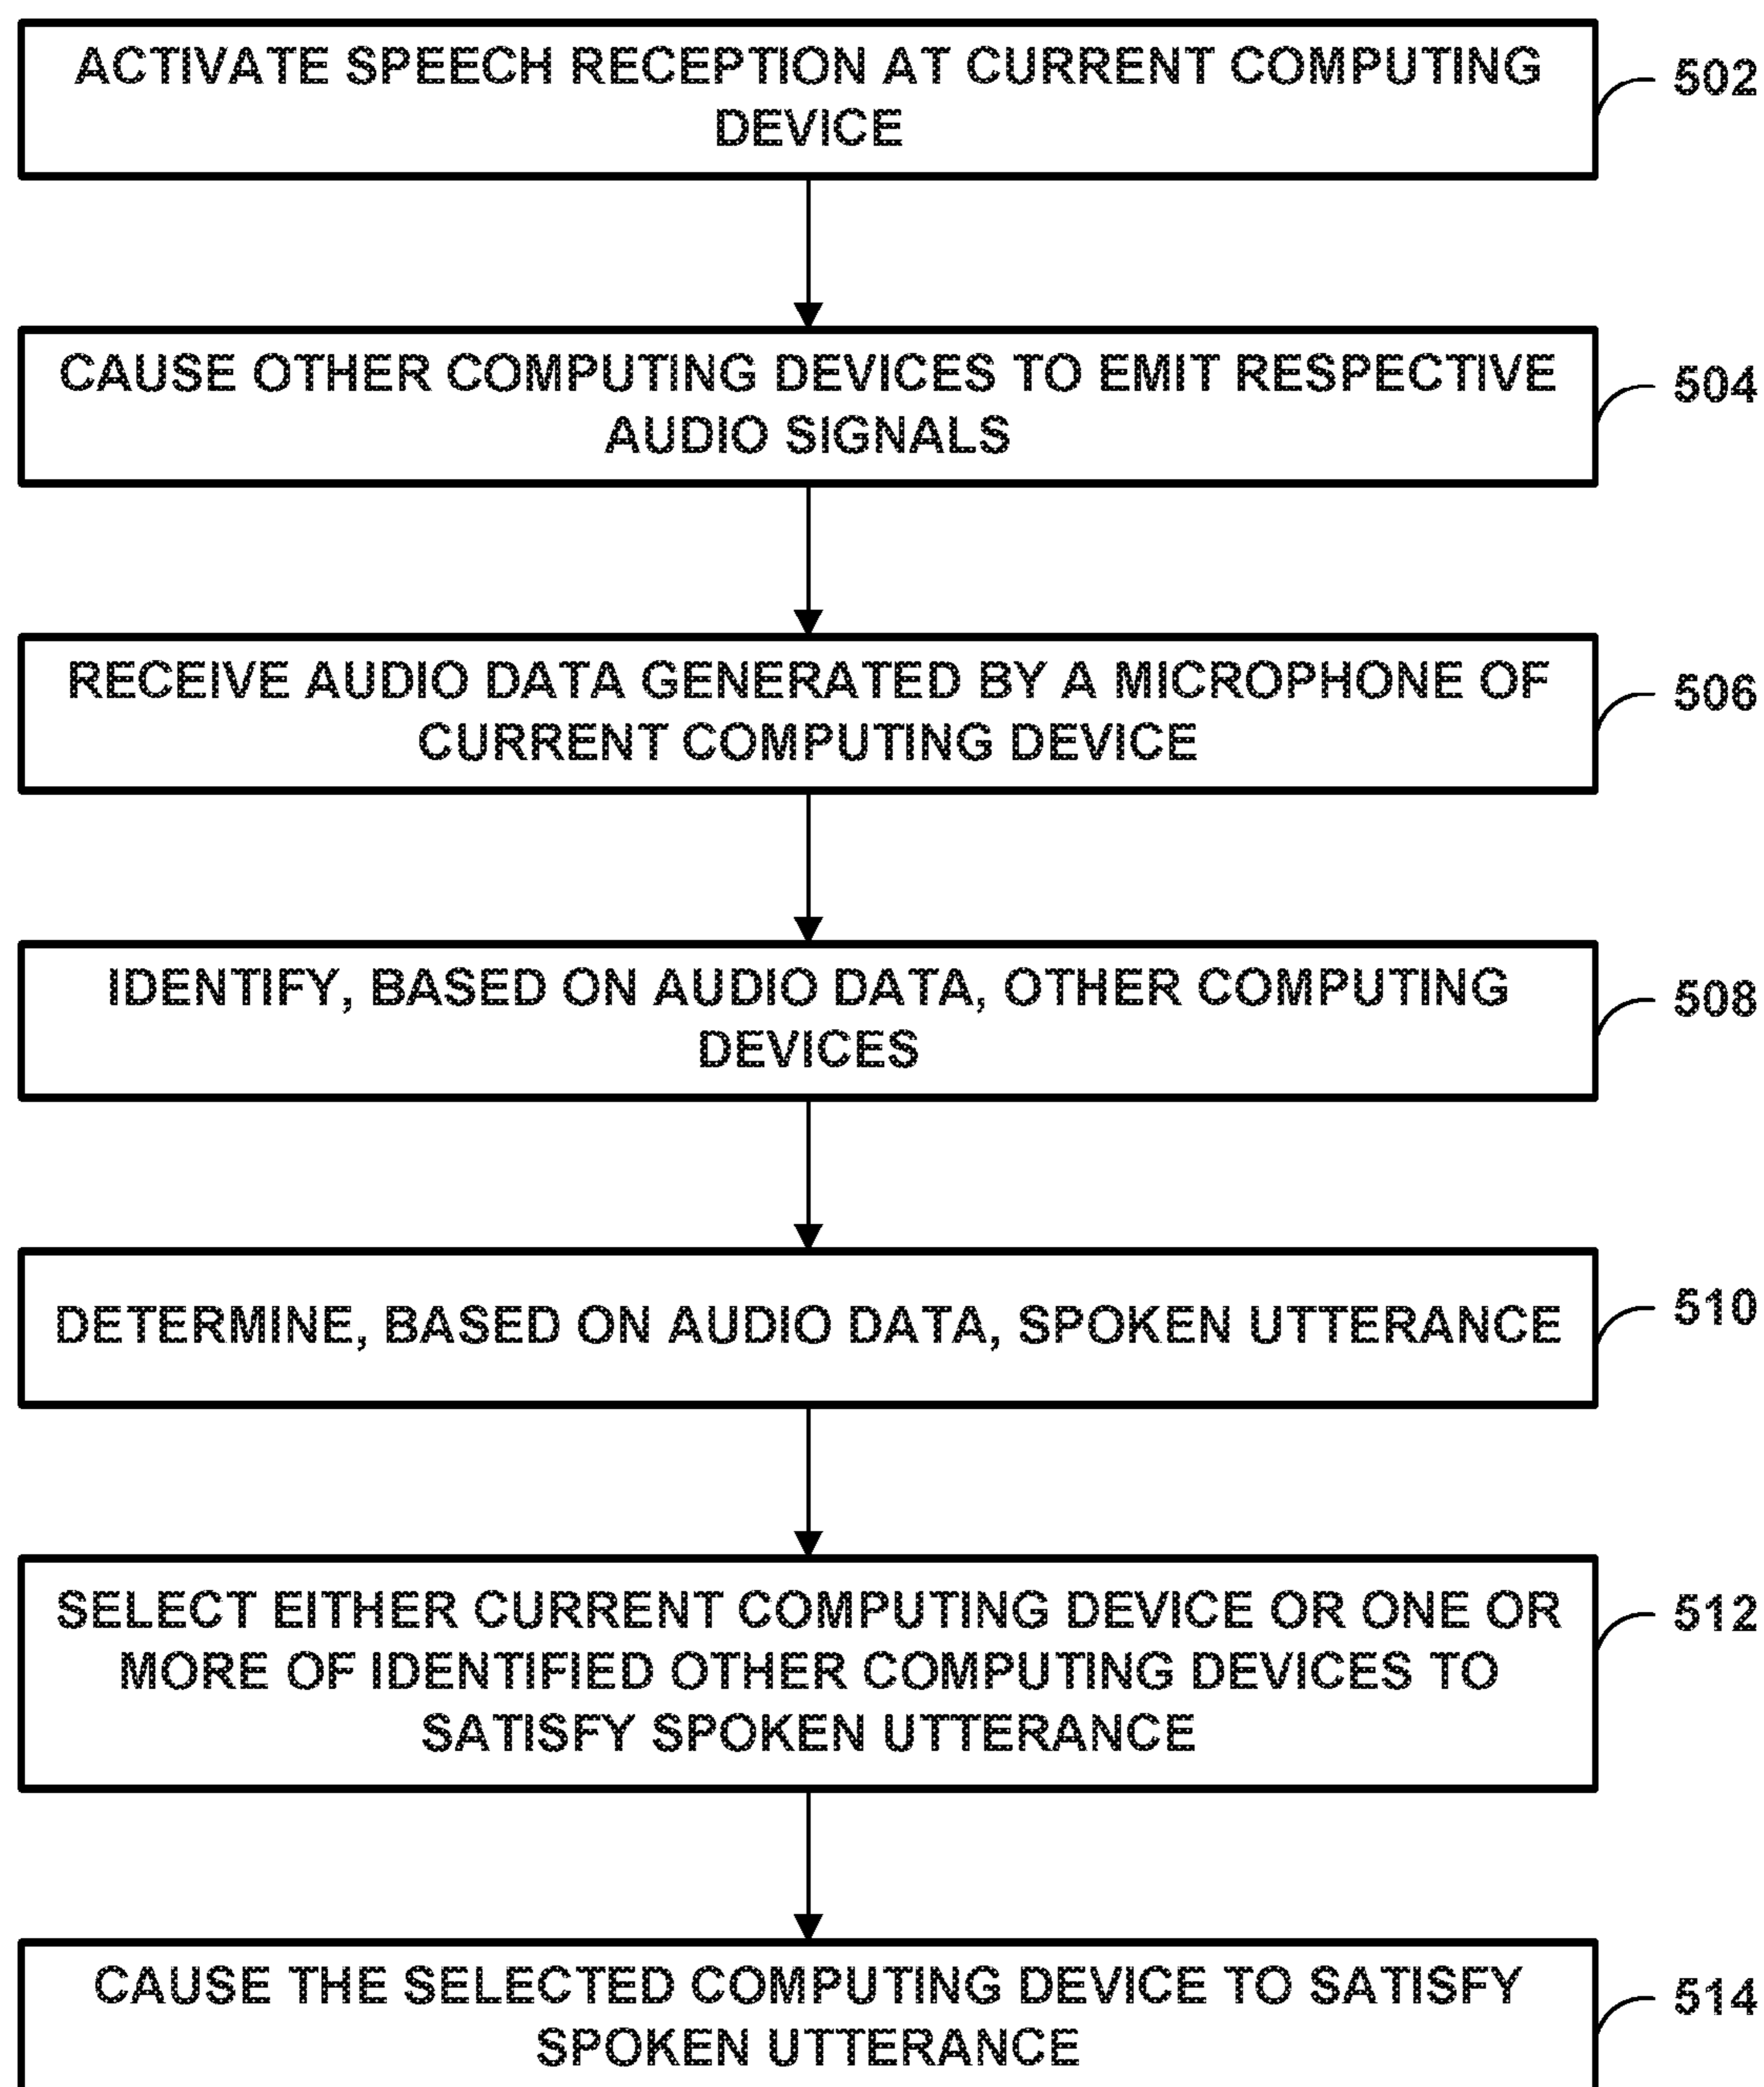 ACTIVATE SPEECH RECEPTION AT CURRENT COMPUTING
DEVICE
502
CAUSE OTHER COMPUTING DEVICES TO EMIT RESPECTIVE
AUDIO SIGNALS
504
RECEIVE AUDIO DATA GENERATED BY A MICROPHONE OF
CURRENT COMPUTING DEVICE
506
IDENTIFY, BASED ON AUDIO DATA, OTHER COMPUTING
DEVICES
508
DETERMINE, BASED ON AUDIO DATA, SPOKEN UTTERANCE
510
SELECT EITHER CURRENT COMPUTING DEVICE OR ONE OR
MORE OF IDENTIFIED OTHER COMPUTING DEVICES TO
SATISFY SPOKEN UTTERANCE
512
CAUSE THE SELECTED COMPUTING DEVICE TO SATISFY
SPOKEN UTTERANCE
514